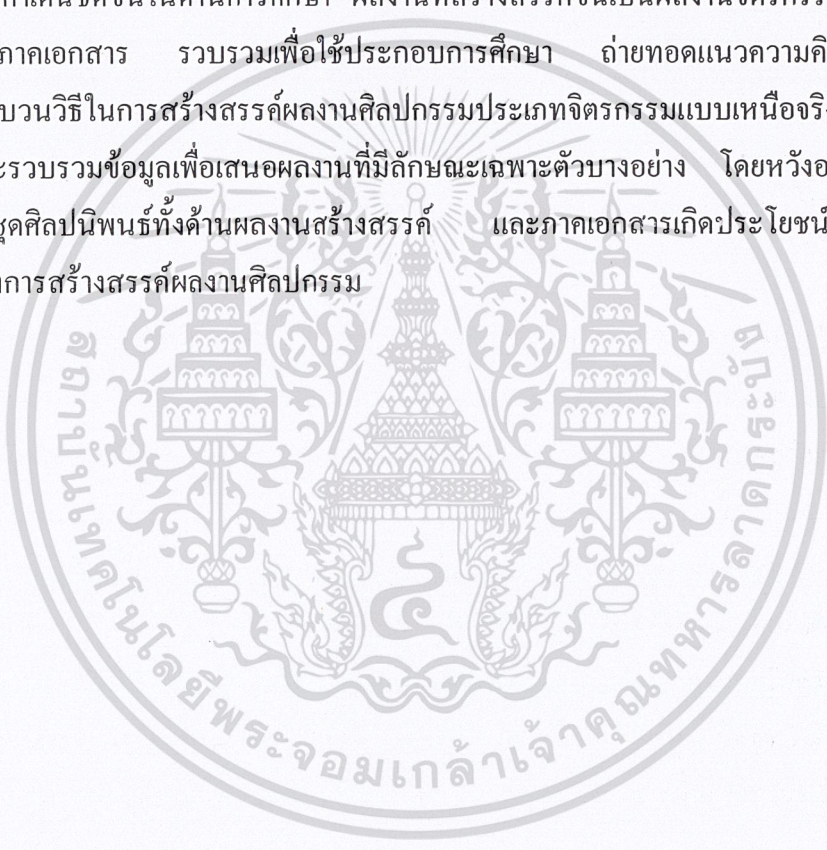 ภาคเอกสาร รวบรวมเพื่อใช้ประกอบการศึกษา ถ่ายทอดแนวความคิ
บวนวิธีในการสร้างสรรค์ผลงานศิลปกรรมประเภทจิตรกรรมแบบเหนือจริง
ะรวบรวมข้อมูลเพื่อเสนอผลงานที่มีลักษณะเฉพาะตัวบางอย่าง โดยหวังอ
ชุดศิลปนิพนธ์ทั้งด้านผลงานสร้างสรรค์ และภาคเอกสารเกิดประโยชน์
การสร้างสรรค์ผลงานศิลปกรรม
สถาบันเทคโนโลยีพระจอมเกล้าเจ้าคุณทหารลาดกระบัง
๔